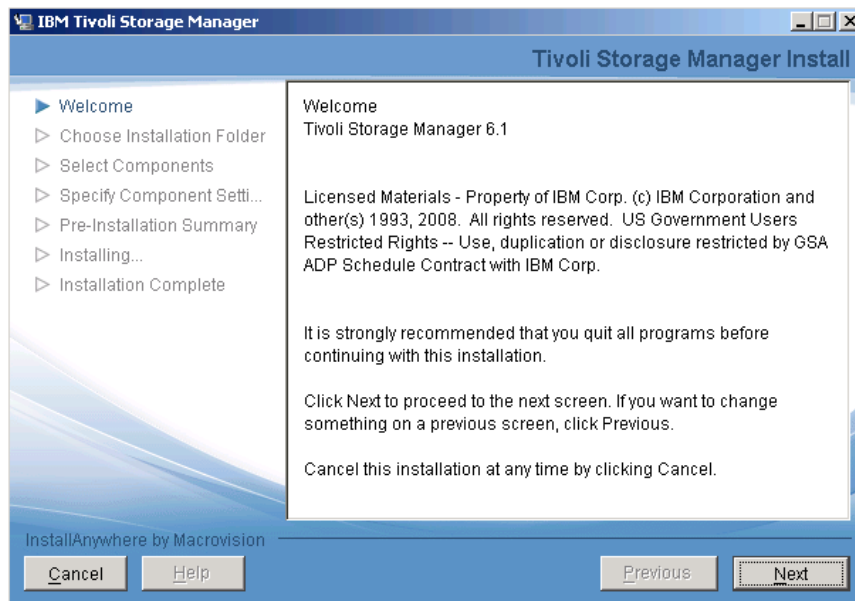 IBM Tivoli Storage Manager
Tivoli Storage Manager Install
Welcome
Choose Installation Folder
Select Components
Specify Component Setti...
Pre-Installation Summary
Installing...
Installation Complete
Welcome
Tivoli Storage Manager 6.1
Licensed Materials - Property of IBM Corp. (c) IBM Corporation and
other(s) 1993, 2008. All rights reserved. US Government Users
Restricted Rights -- Use, duplication or disclosure restricted by GSA
ADP Schedule Contract with IBM Corp.
It is strongly recommended that you quit all programs before
continuing with this installation.
Click Next to proceed to the next screen. If you want to change
something on a previous screen, click Previous.
Cancel this installation at any time by clicking Cancel.
InstallAnywhere by Macrovision
Cancel
Help
Previous
Next